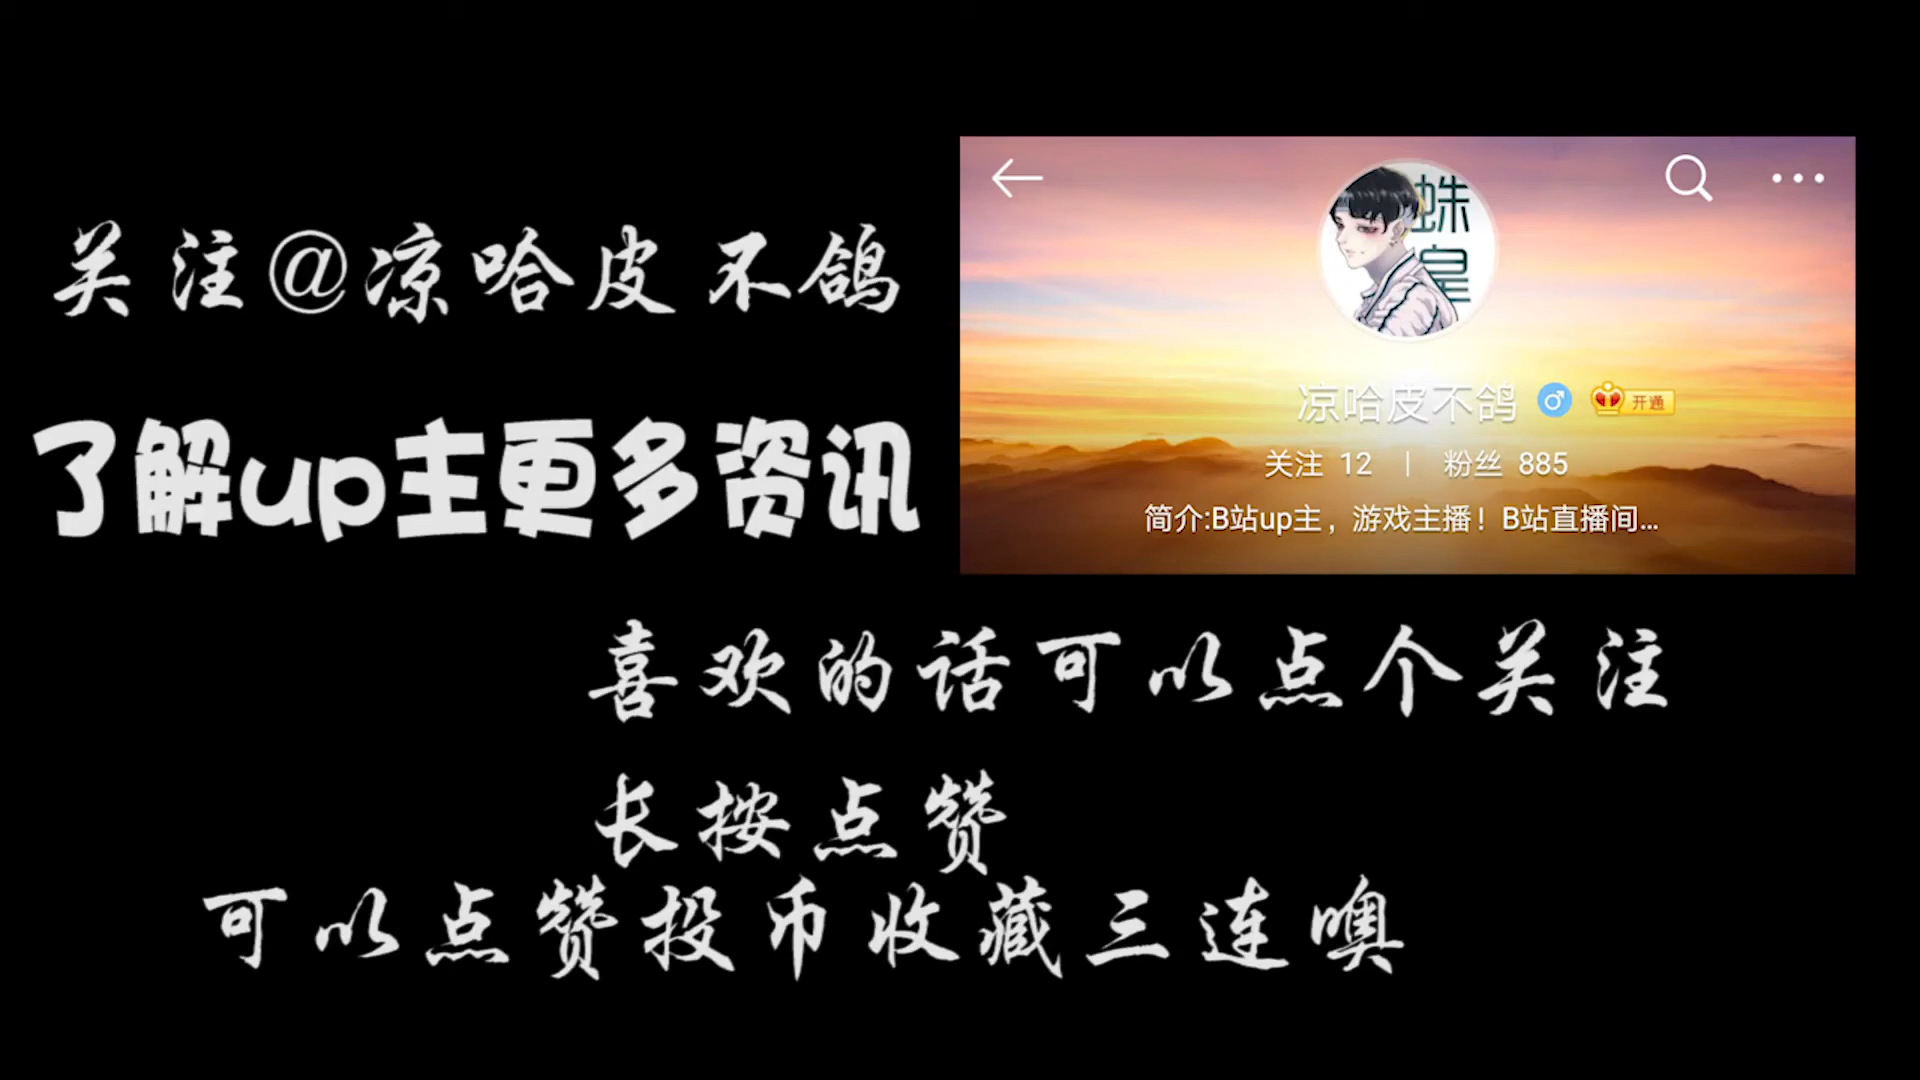 关注@凉哈皮不鸽
了解up主更多资讯
蛛皇
凉哈皮不鸽 开通
关注 12 | 粉丝 885
简介:B站up主，游戏主播！B站直播间...
喜欢的话可以点个关注
长按点赞
可以点赞投币收藏三连噢